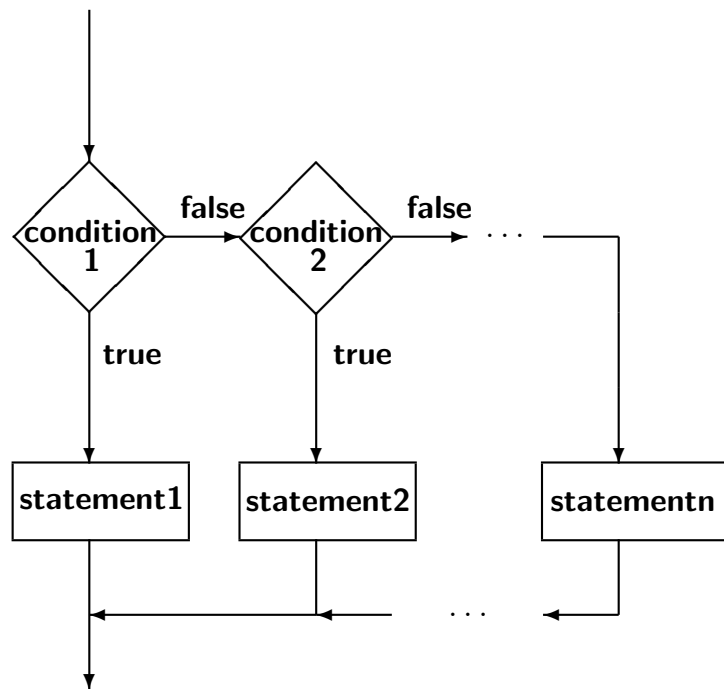 false
false
condition
1
condition
2
· · ·
true
true
statement1
statement2
statementn
· · ·